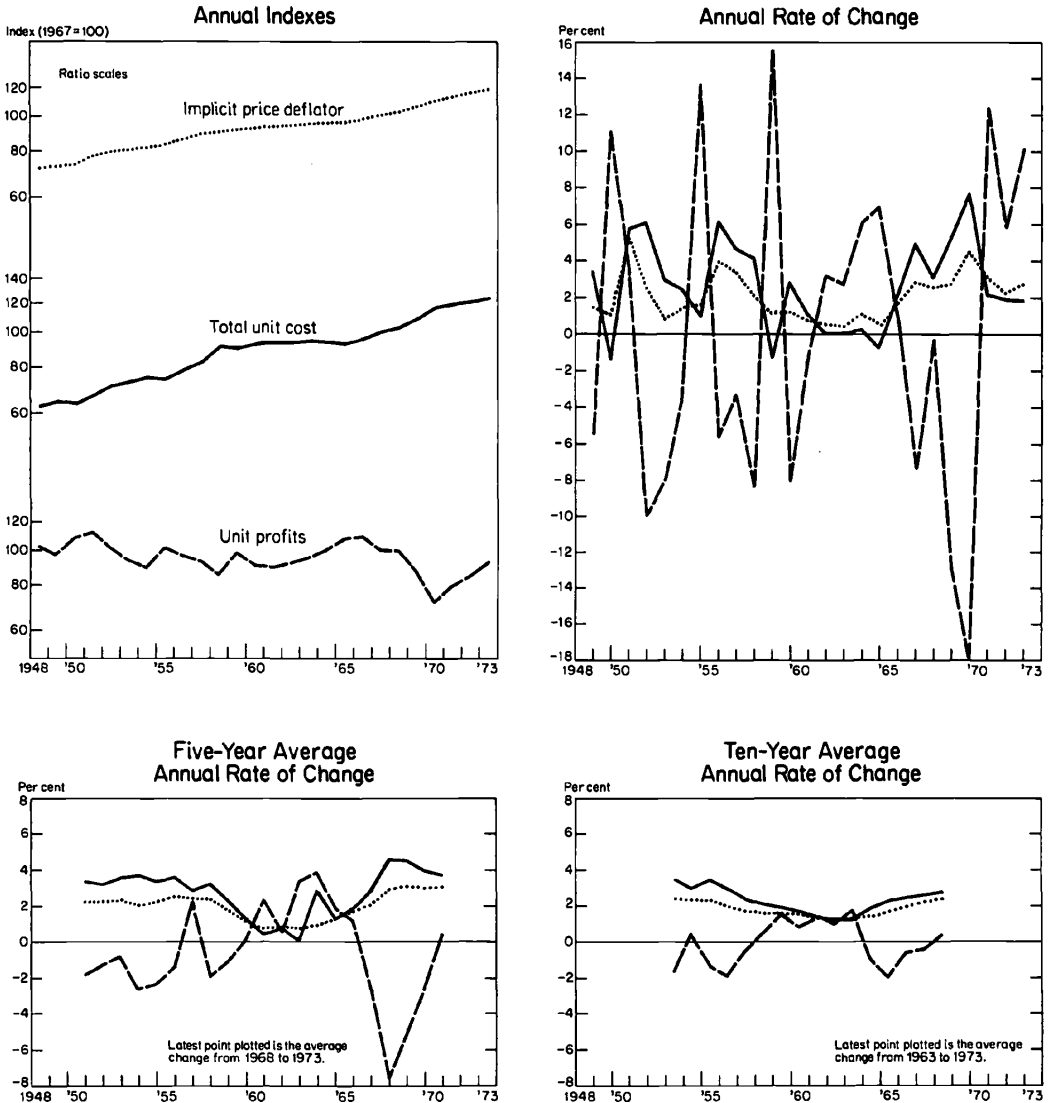 Annual Indexes
Index (1967=100)
Ratio scales
120
100
80
60
Implicit price deflator
140
120
100
80
60
Total unit cost
120
100
80
60
Unit profits
1948 '50 '55 '60 '65 '70 '73
Annual Rate of Change
Per cent
16
14
12
10
8
6
4
2
0
-2
-4
-6
-8
-10
-12
-14
-16
-18
1948 '50 '55 '60 '65 '70 '73
Five-Year Average
Annual Rate of Change
Per cent
8
6
4
2
0
-2
-4
-6
-8
Latest point plotted is the average
change from 1968 to 1973.
1948 '50 '55 '60 '65 '70 '73
Ten-Year Average
Annual Rate of Change
Per cent
8
6
4
2
0
-2
-4
-6
-8
Latest point plotted is the average
change from 1963 to 1973.
1948 '50 '55 '60 '65 '70 '73